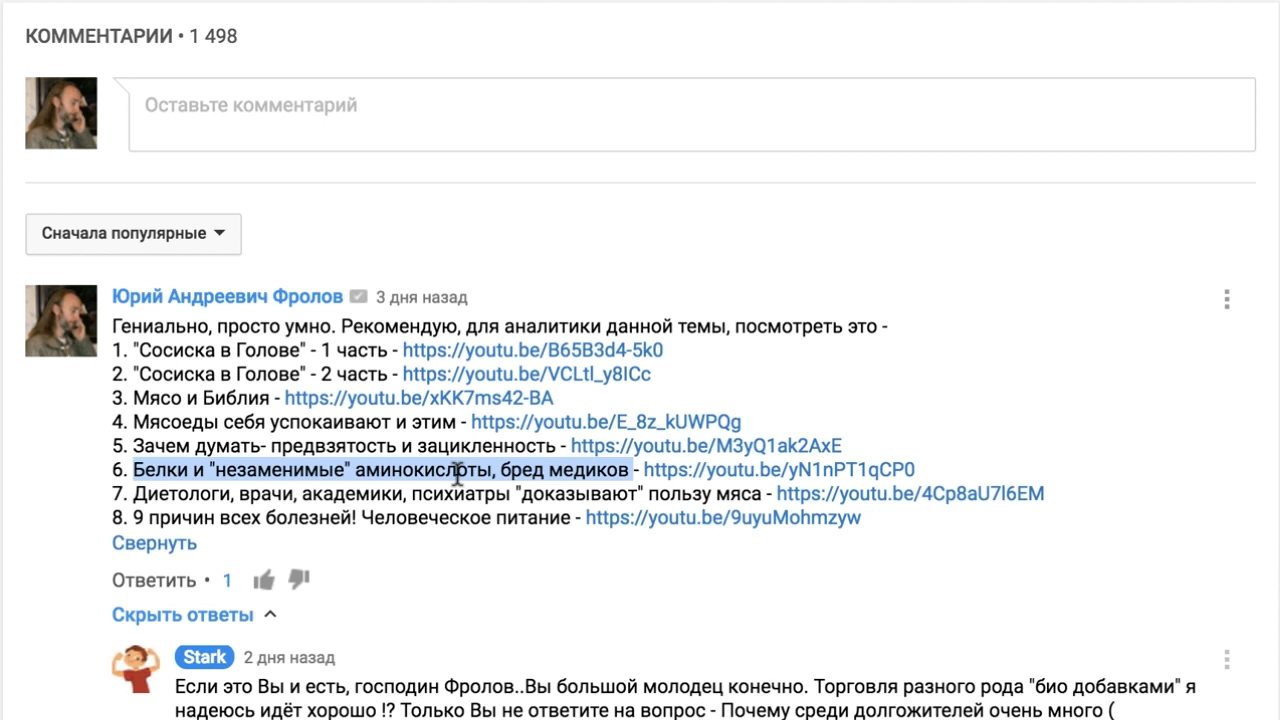 КОММЕНТАРИИ • 1 498
Оставьте комментарий
Сначала популярные
Юрий Андреевич Фролов 3 дня назад
Гениально, просто умно. Рекомендую, для аналитики данной темы, посмотреть это -
1. "Сосиска в Голове" - 1 часть - https://youtu.be/B65B3d4-5k0
2. "Сосиска в Голове" - 2 часть - https://youtu.be/VCLtl_y8ICc
3. Мясо и Библия - https://youtu.be/xKK7ms42-BA
4. Мясоеды себя успокаивают и этим - https://youtu.be/E_8z_kUWPQg
5. Зачем думать- предвзятость и зацикленность - https://youtu.be/M3yQ1ak2AxE
6. Белки и "незаменимые" аминокислоты, бред медиков - https://youtu.be/yN1nPT1qCP0
7. Диетологи, врачи, академики, психиатры "доказывают" пользу мяса - https://youtu.be/4Cp8aU7l6EM
8. 9 причин всех болезней! Человеческое питание - https://youtu.be/9uyuMohmzyw
Свернуть
Ответить • 1
Скрыть ответы
Stark 2 дня назад
Если это Вы и есть, господин Фролов..Вы большой молодец конечно. Торговля разного рода "био добавками" я
надеюсь идёт хорошо !? Только Вы не ответите на вопрос - Почему среди долгожителей очень много (